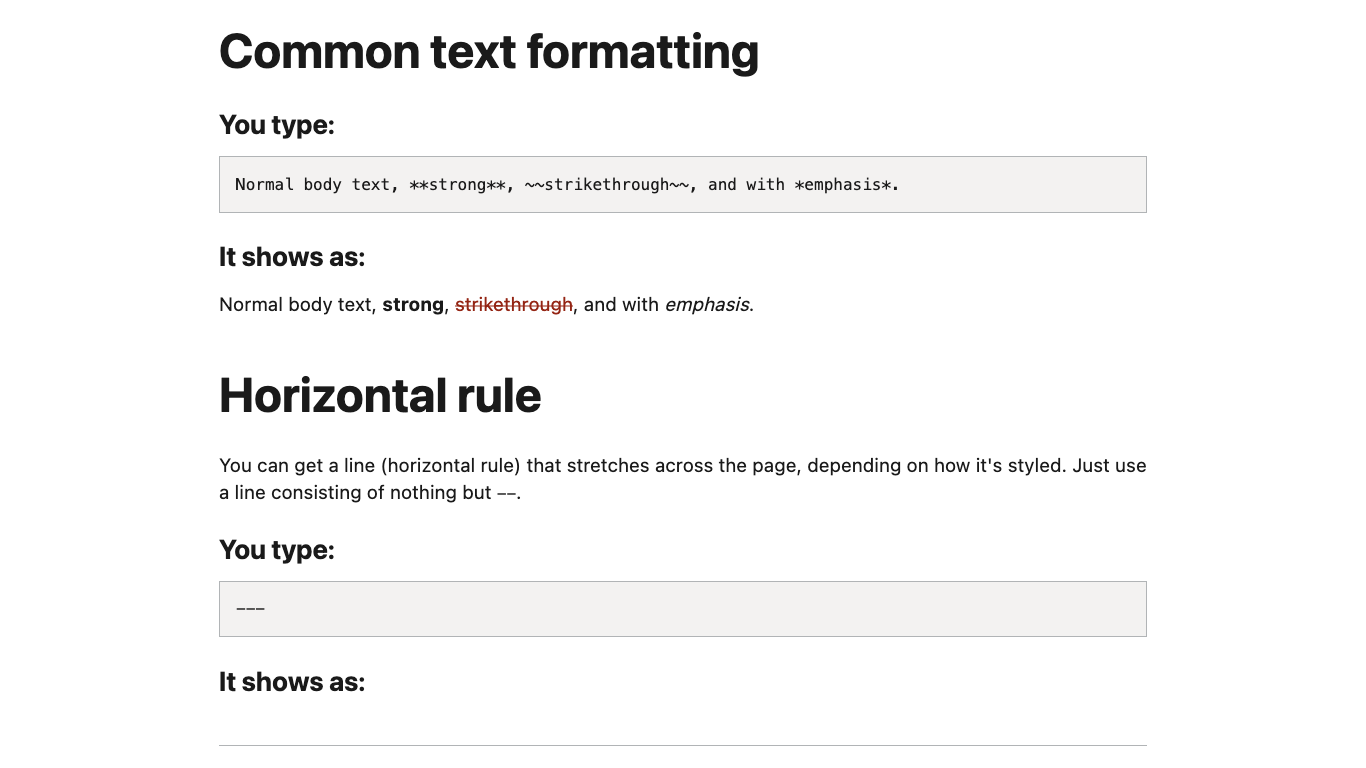 Common text formatting
You type:
Normal body text, **strong**, ~~strikethrough~~, and with *emphasis*.
It shows as:
Normal body text, strong, strikethrough, and with emphasis.
Horizontal rule
You can get a line (horizontal rule) that stretches across the page, depending on how it's styled. Just use
a line consisting of nothing but --.
You type:
---
It shows as: